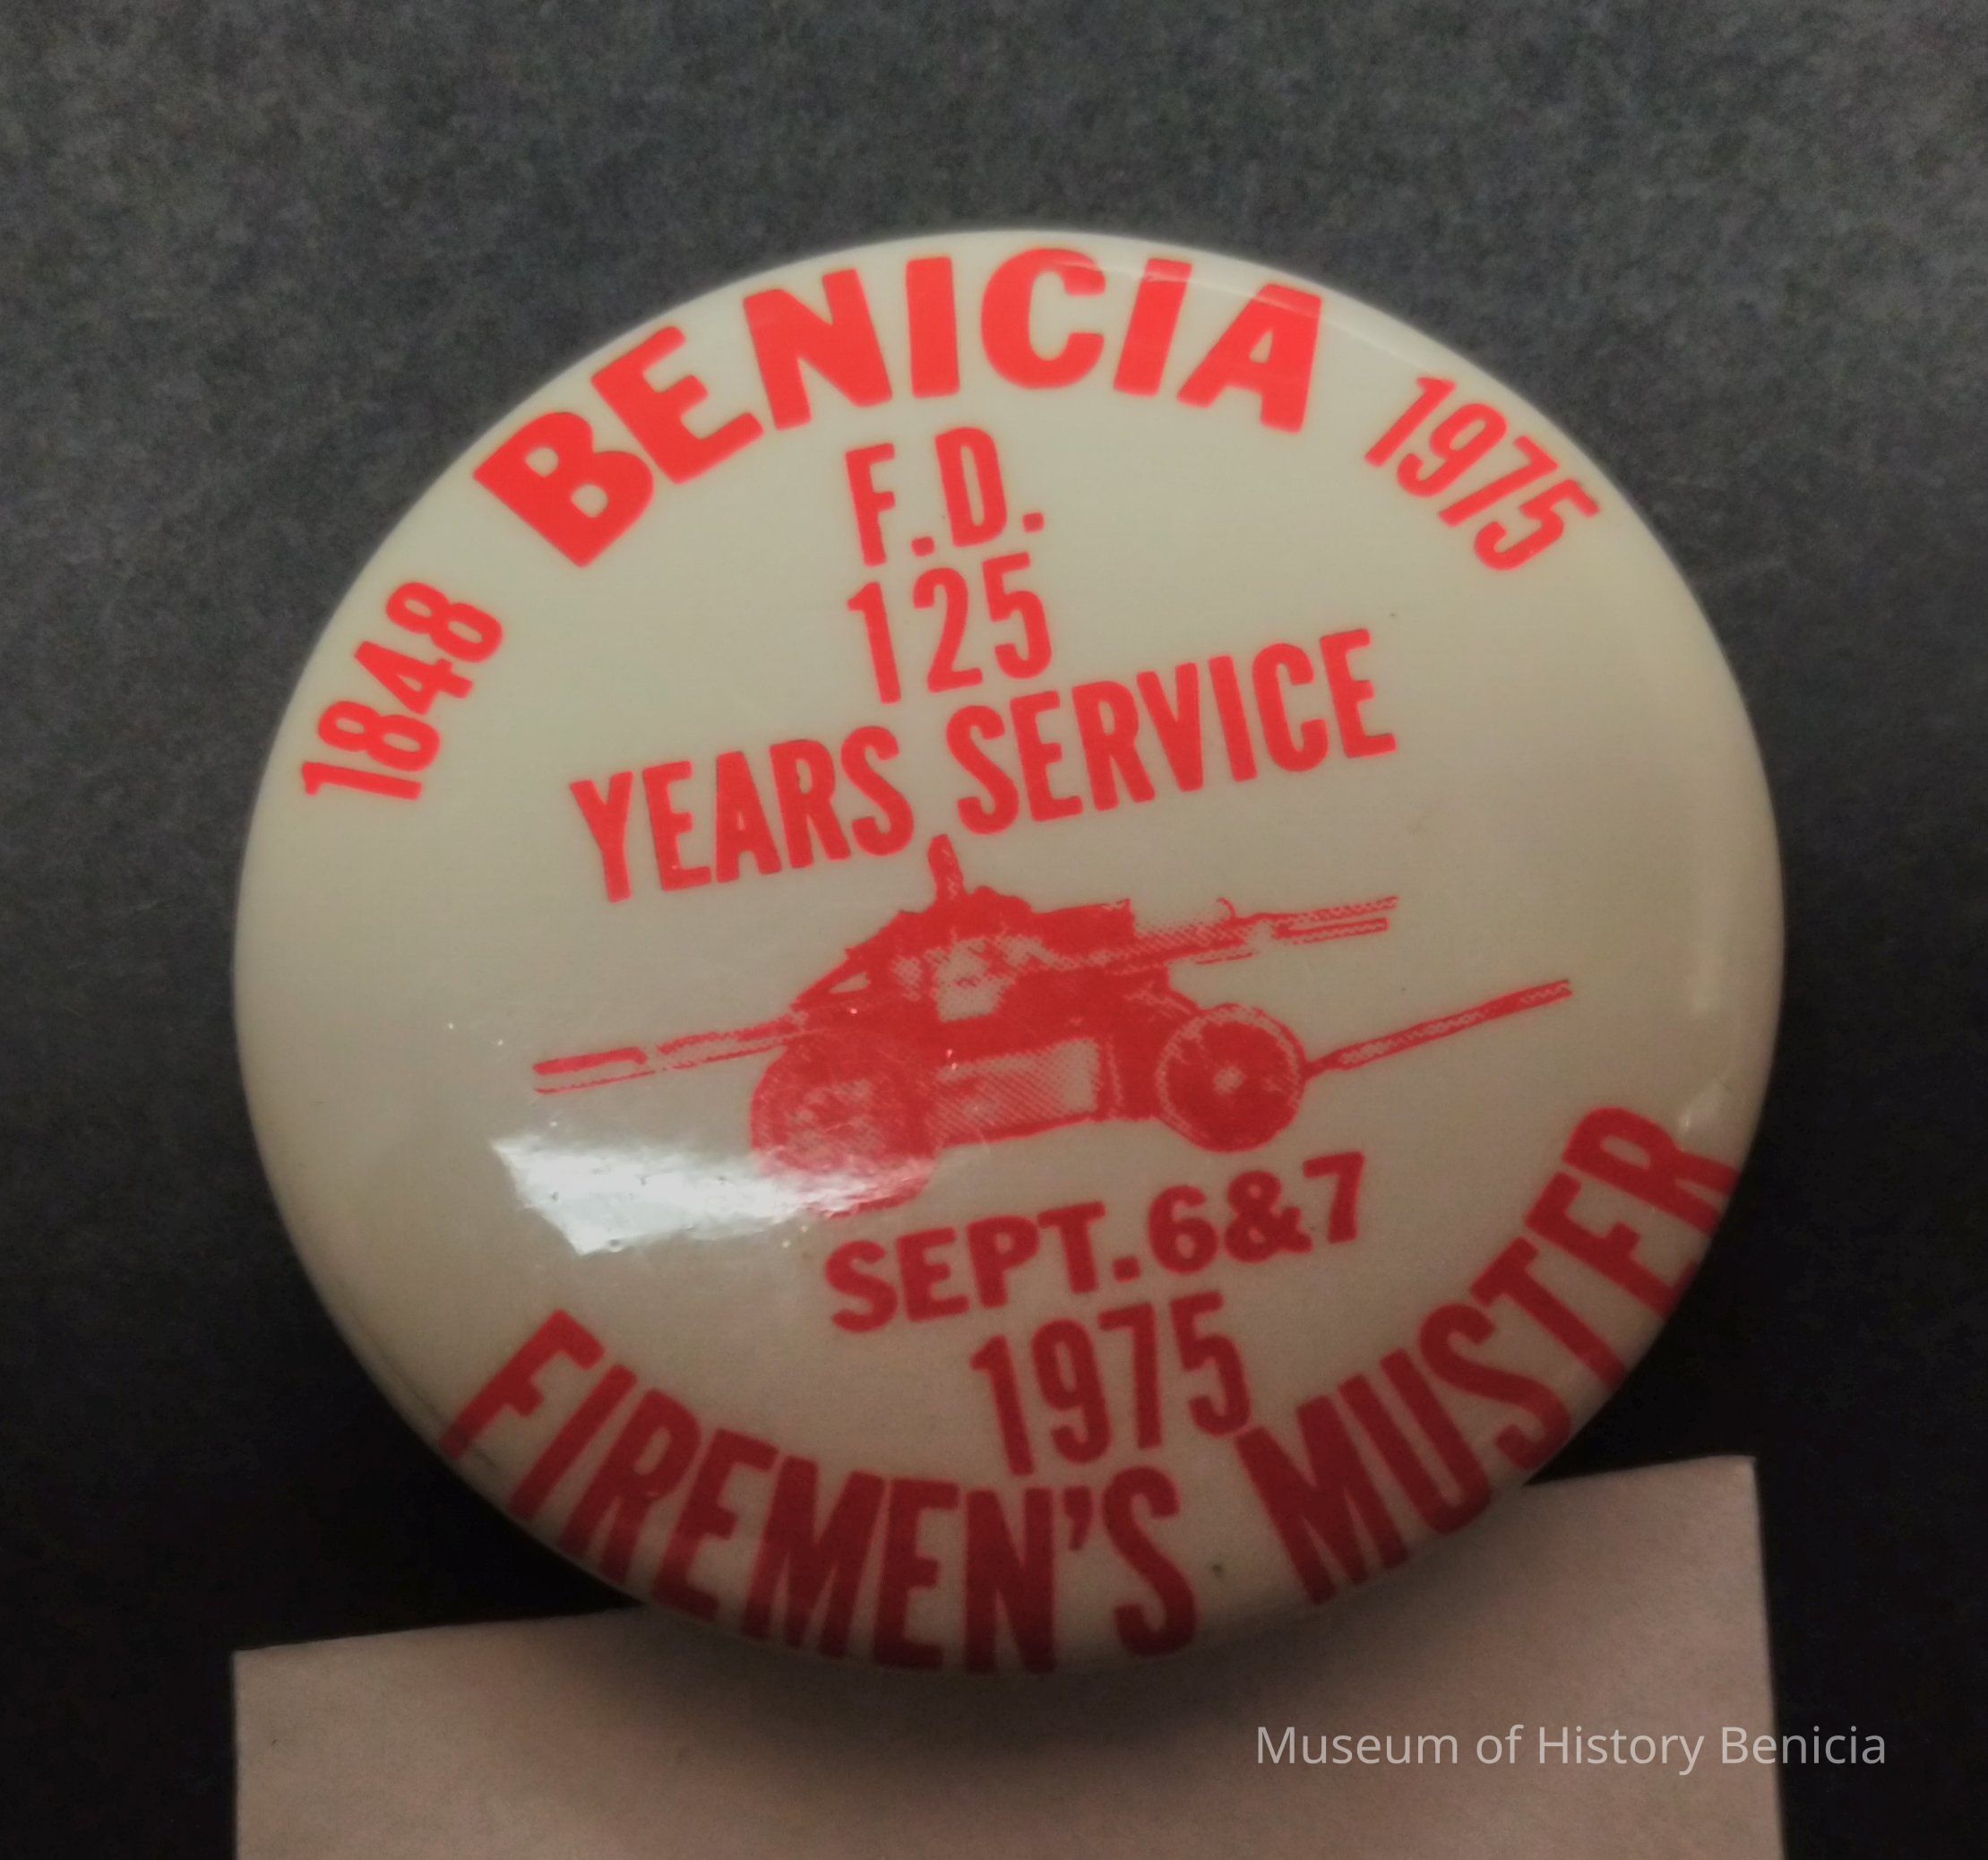 1848 BENICIA 1975
F.D.
125
YEARS SERVICE
SEPT. 6&7
1975
FIREMEN'S MUSTER
Museum of History Benicia